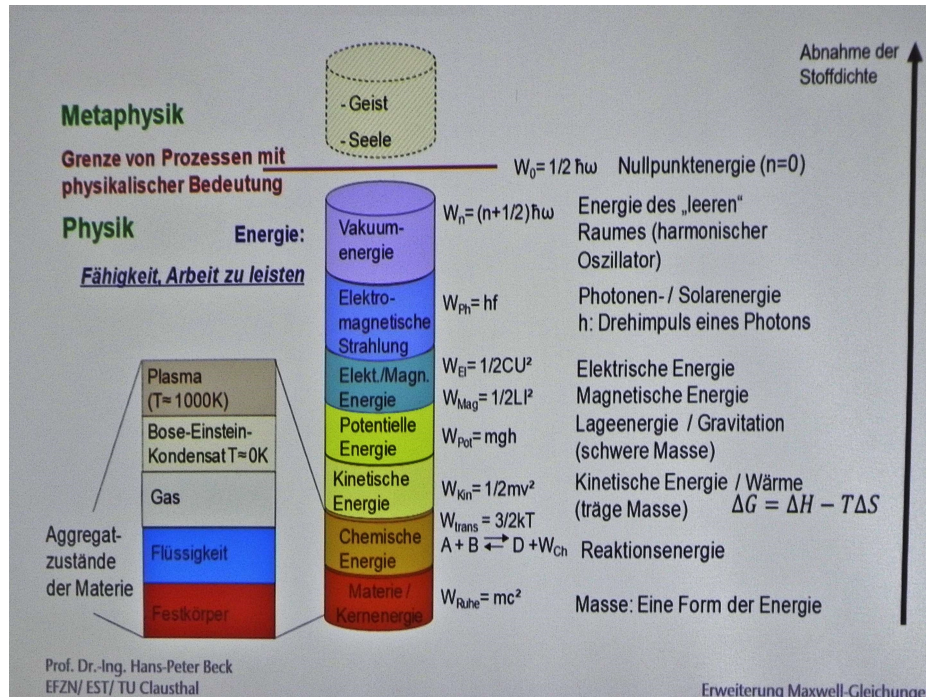 Abnahme der
Stoffdichte
- Geist
- Seele
Metaphysik
Grenze von Prozessen mit
physikalischer Bedeutung
W₀= 1/2 ħω Nullpunktenergie (n=0)
Physik
Energie:
Fähigkeit, Arbeit zu leisten
Vakuum-
energie
Wₙ= (n+1/2) ħω
Energie des „leeren"
Raumes (harmonischer
Oszillator)
Elektro-
magnetische
Strahlung
W_Ph= hf
Photonen- / Solarenergie
h: Drehimpuls eines Photons
Elekt./Magn.
Energie
W_El= 1/2CU² Elektrische Energie
W_Mag= 1/2LI² Magnetische Energie
Potentielle
Energie
W_Pot= mgh
Lageenergie / Gravitation
(schwere Masse)
Kinetische
Energie
W_Kin= 1/2mv²
Kinetische Energie / Wärme
(träge Masse) ΔG = ΔH − TΔS
W_trans = 3/2kT
Chemische
Energie
A + B ⇄ D +W_Ch Reaktionsenergie
Materie /
Kernenergie
W_Ruhe= mc² Masse: Eine Form der Energie
Plasma
(T≈ 1000K)
Bose-Einstein-
Kondensat T≈0K
Gas
Flüssigkeit
Festkörper
Aggregat-
zustände
der Materie
Prof. Dr.-Ing. Hans-Peter Beck
EFZN/ EST/ TU Clausthal
Erweiterung Maxwell-Gleichunge